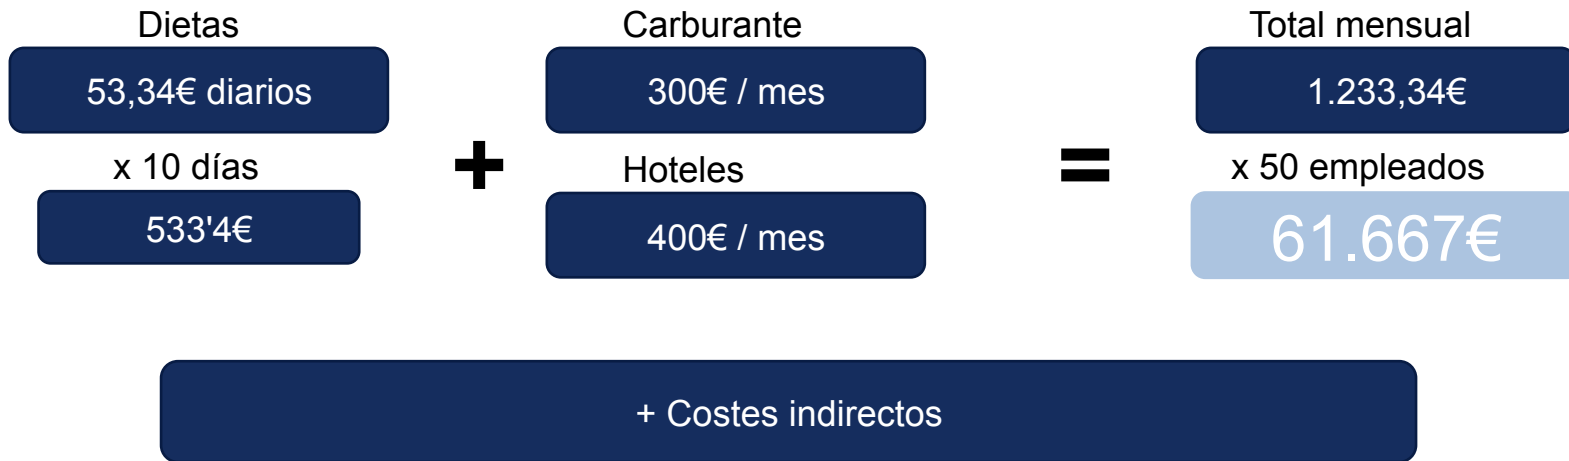 Dietas
53,34€ diarios
x 10 días
533'4€
+
Carburante
300€ / mes
Hoteles
400€ / mes
=
Total mensual
1.233,34€
x 50 empleados
61.667€
+ Costes indirectos